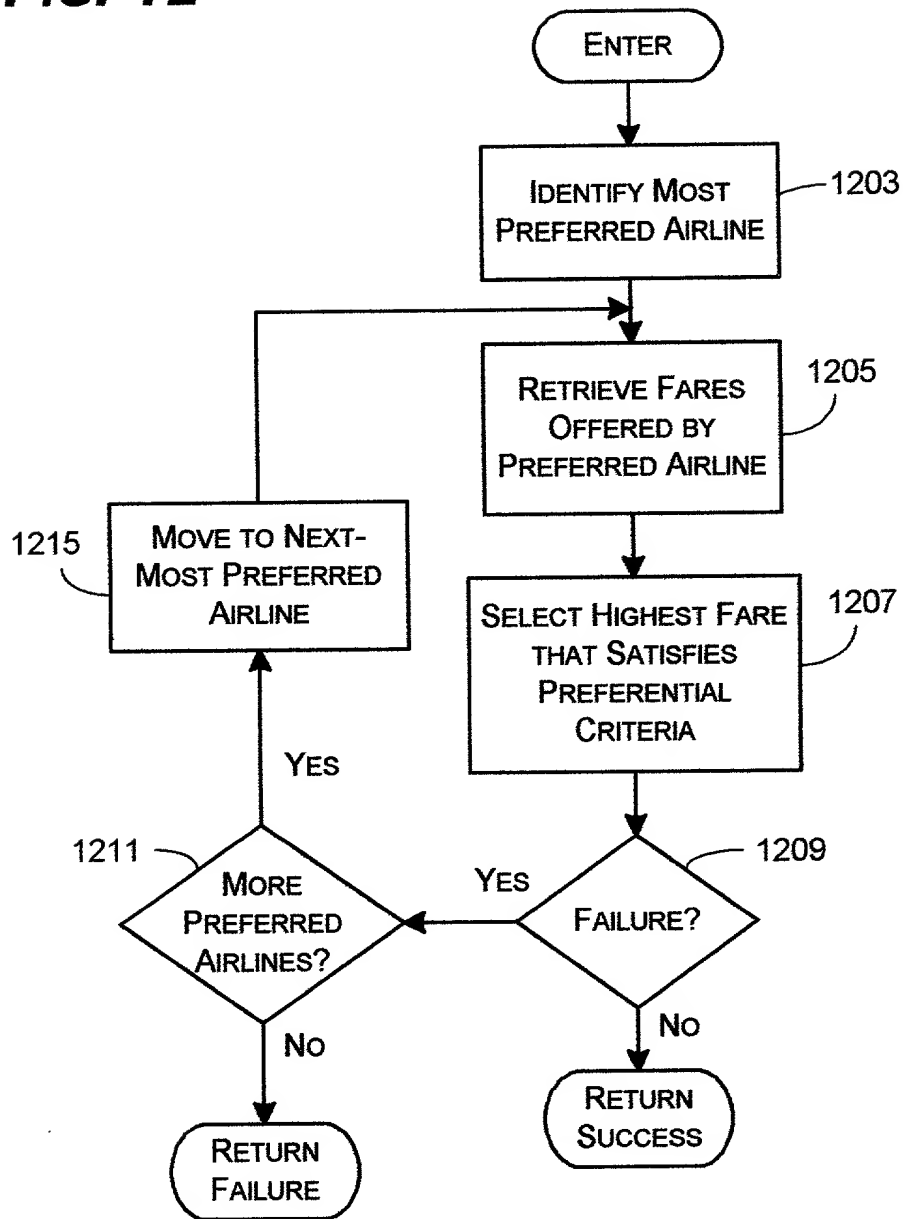 ENTER
IDENTIFY MOST
PREFERRED AIRLINE
1203
RETRIEVE FARES
OFFERED BY
PREFERRED AIRLINE
1205
SELECT HIGHEST FARE
THAT SATISFIES
PREFERENTIAL
CRITERIA
1207
FAILURE?
1209
YES
NO
RETURN
SUCCESS
MORE
PREFERRED
AIRLINES?
1211
YES
NO
RETURN
FAILURE
MOVE TO NEXT-
MOST PREFERRED
AIRLINE
1215